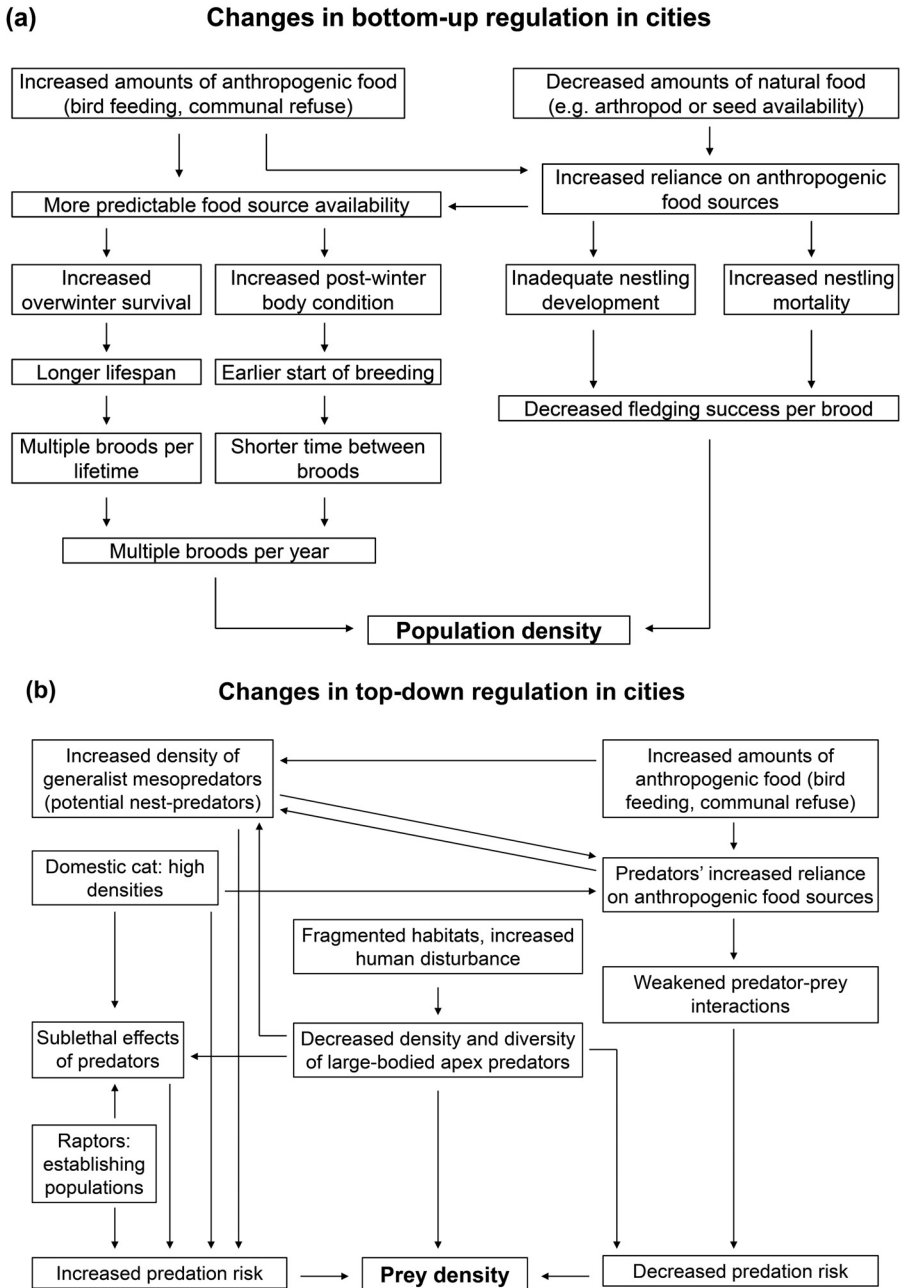 (a)
Changes in bottom-up regulation in cities
Increased amounts of anthropogenic food
(bird feeding, communal refuse)
Decreased amounts of natural food
(e.g. arthropod or seed availability)
Increased reliance on anthropogenic
food sources
More predictable food source availability
Increased
overwinter survival
Increased post-winter
body condition
Inadequate nestling
development
Increased nestling
mortality
Longer lifespan
Earlier start of breeding
Decreased fledging success per brood
Multiple broods per
lifetime
Shorter time between
broods
Multiple broods per year
Population density
(b)
Changes in top-down regulation in cities
Increased density of
generalist mesopredators
(potential nest-predators)
Increased amounts of
anthropogenic food (bird
feeding, communal refuse)
Domestic cat: high
densities
Predators' increased reliance
on anthropogenic food sources
Fragmented habitats, increased
human disturbance
Weakened predator-prey
interactions
Sublethal effects
of predators
Decreased density and diversity
of large-bodied apex predators
Raptors:
establishing
populations
Increased predation risk
Prey density
Decreased predation risk